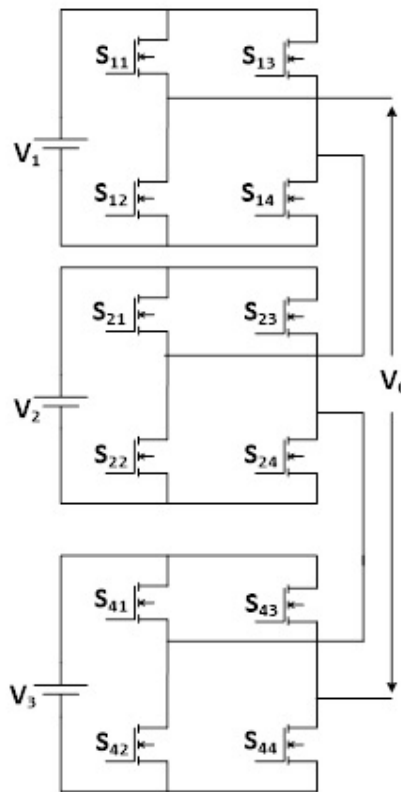 S₁₁ S₁₃
V₁
S₁₂ S₁₄
S₂₁ S₂₃
V₂
S₂₂ S₂₄
S₄₁ S₄₃
V₃
S₄₂ S₄₄